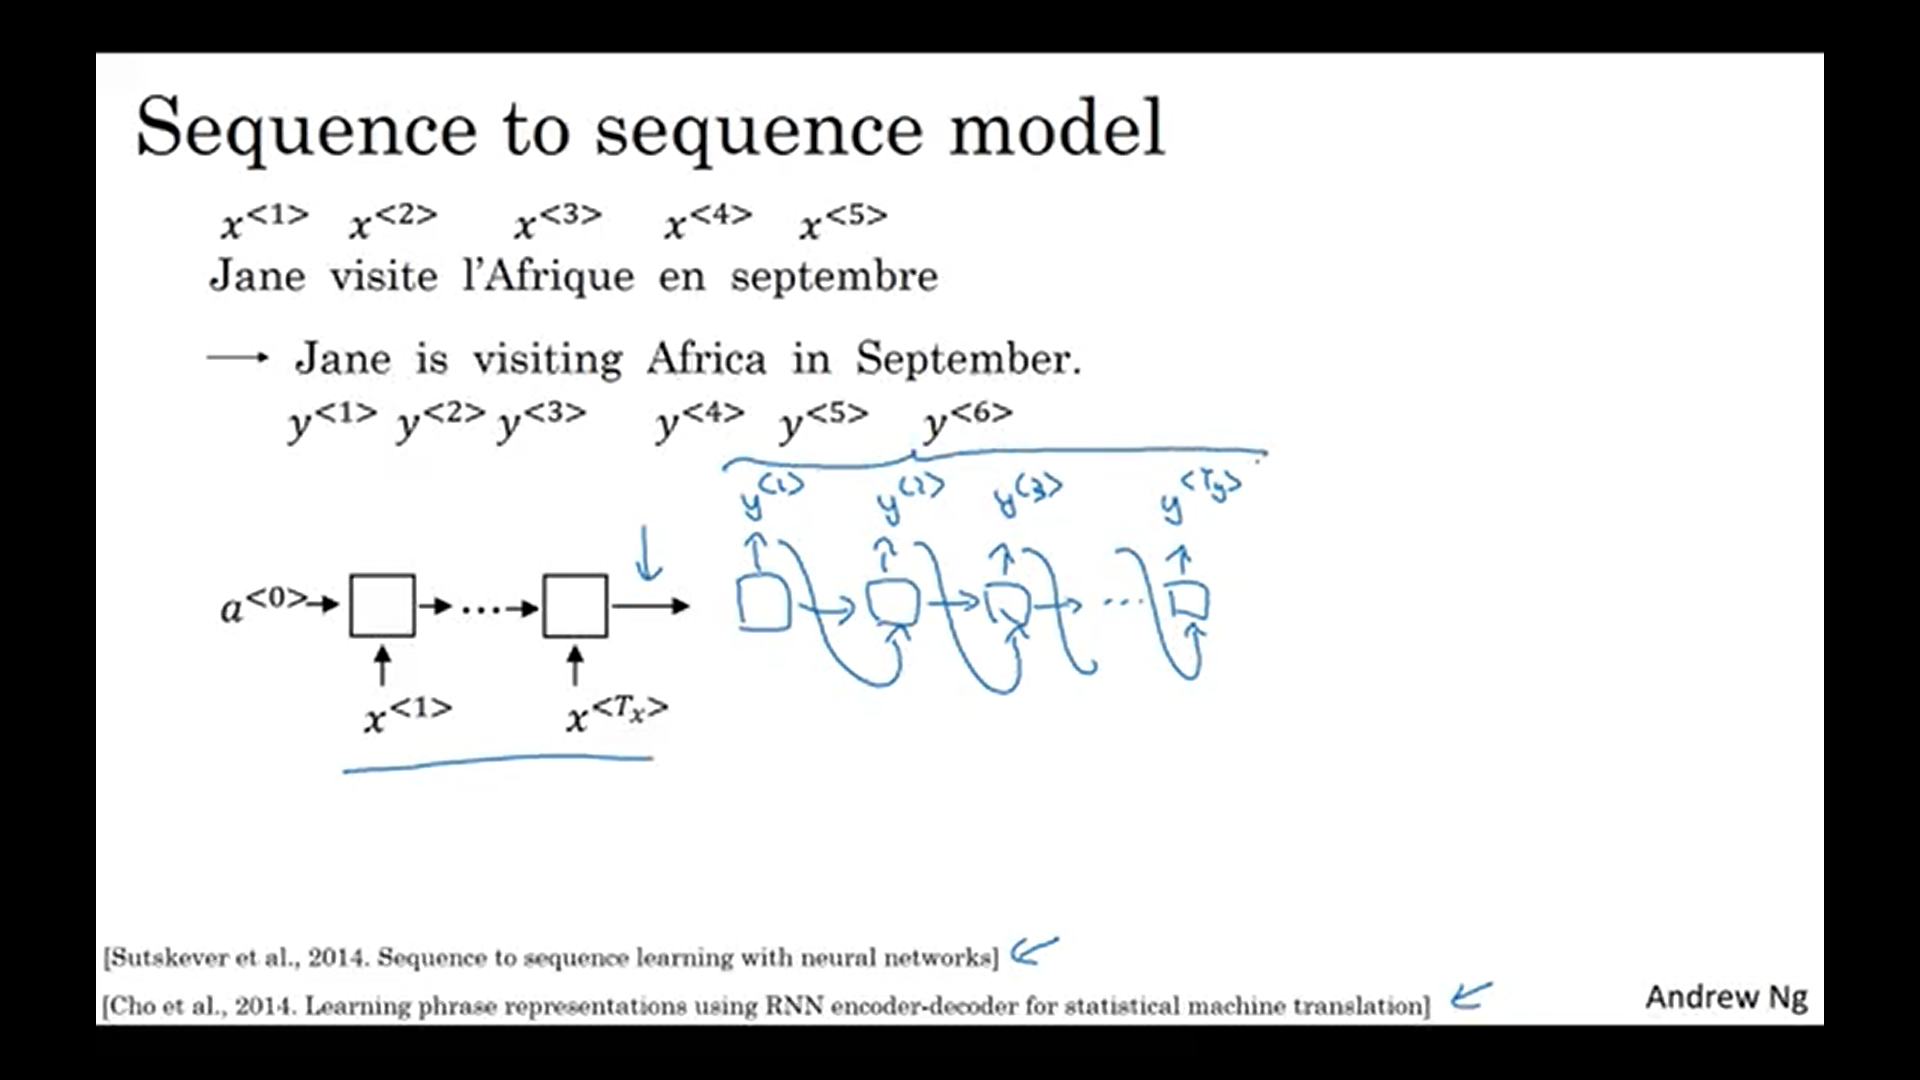 Sequence to sequence model
x<1> x<2> x<3> x<4> x<5>
Jane visite l'Afrique en septembre
→ Jane is visiting Africa in September.
y<1> y<2> y<3> y<4> y<5> y<6>
y<1> y<2> y<3> y<Ty>
a<0> → → .... → → ...
x<1> x<Tx>
[Sutskever et al., 2014. Sequence to sequence learning with neural networks]
[Cho et al., 2014. Learning phrase representations using RNN encoder-decoder for statistical machine translation]
Andrew Ng